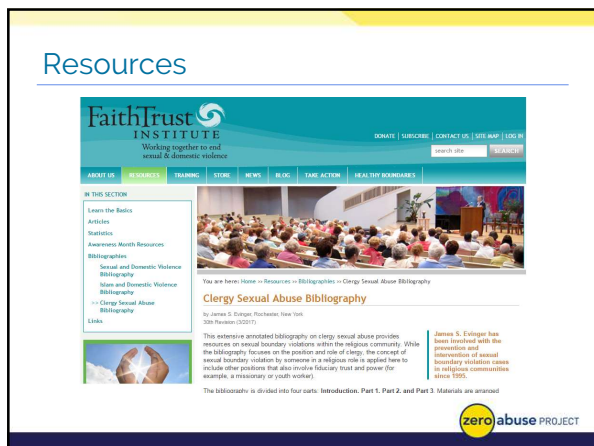 Resources
FaithTrust
INSTITUTE
Working together to end
sexual & domestic violence
DONATE | SUBSCRIBE | CONTACT US | SITE MAP | LOG IN
search site SEARCH
ABOUT US RESOURCES TRAINING STORE NEWS BLOG TAKE ACTION HEALTHY BOUNDARIES
IN THIS SECTION
Learn the Basics
Articles
Statistics
Awareness Month Resources
Bibliographies
Sexual and Domestic Violence
Bibliography
Islam and Domestic Violence
Bibliography
>> Clergy Sexual Abuse
Bibliography
Links
You are here: Home >> Resources >> Bibliographies >> Clergy Sexual Abuse Bibliography
Clergy Sexual Abuse Bibliography
by James S. Evinger, Rochester, New York
30th Revision (3/2017)
This extensive annotated bibliography on clergy sexual abuse provides
resources on sexual boundary violations within the religious community. While
the bibliography focuses on the position and role of clergy, the concept of
sexual boundary violation by someone in a religious role is applied here to
include other positions that also involve fiduciary trust and power (for
example, a missionary or youth worker).
James S. Evinger has
been involved with the
prevention and
intervention of sexual
boundary violation cases
in religious communities
since 1995.
The bibliography is divided into four parts: Introduction, Part 1, Part 2, and Part 3. Materials are arranged
zero abuse PROJECT